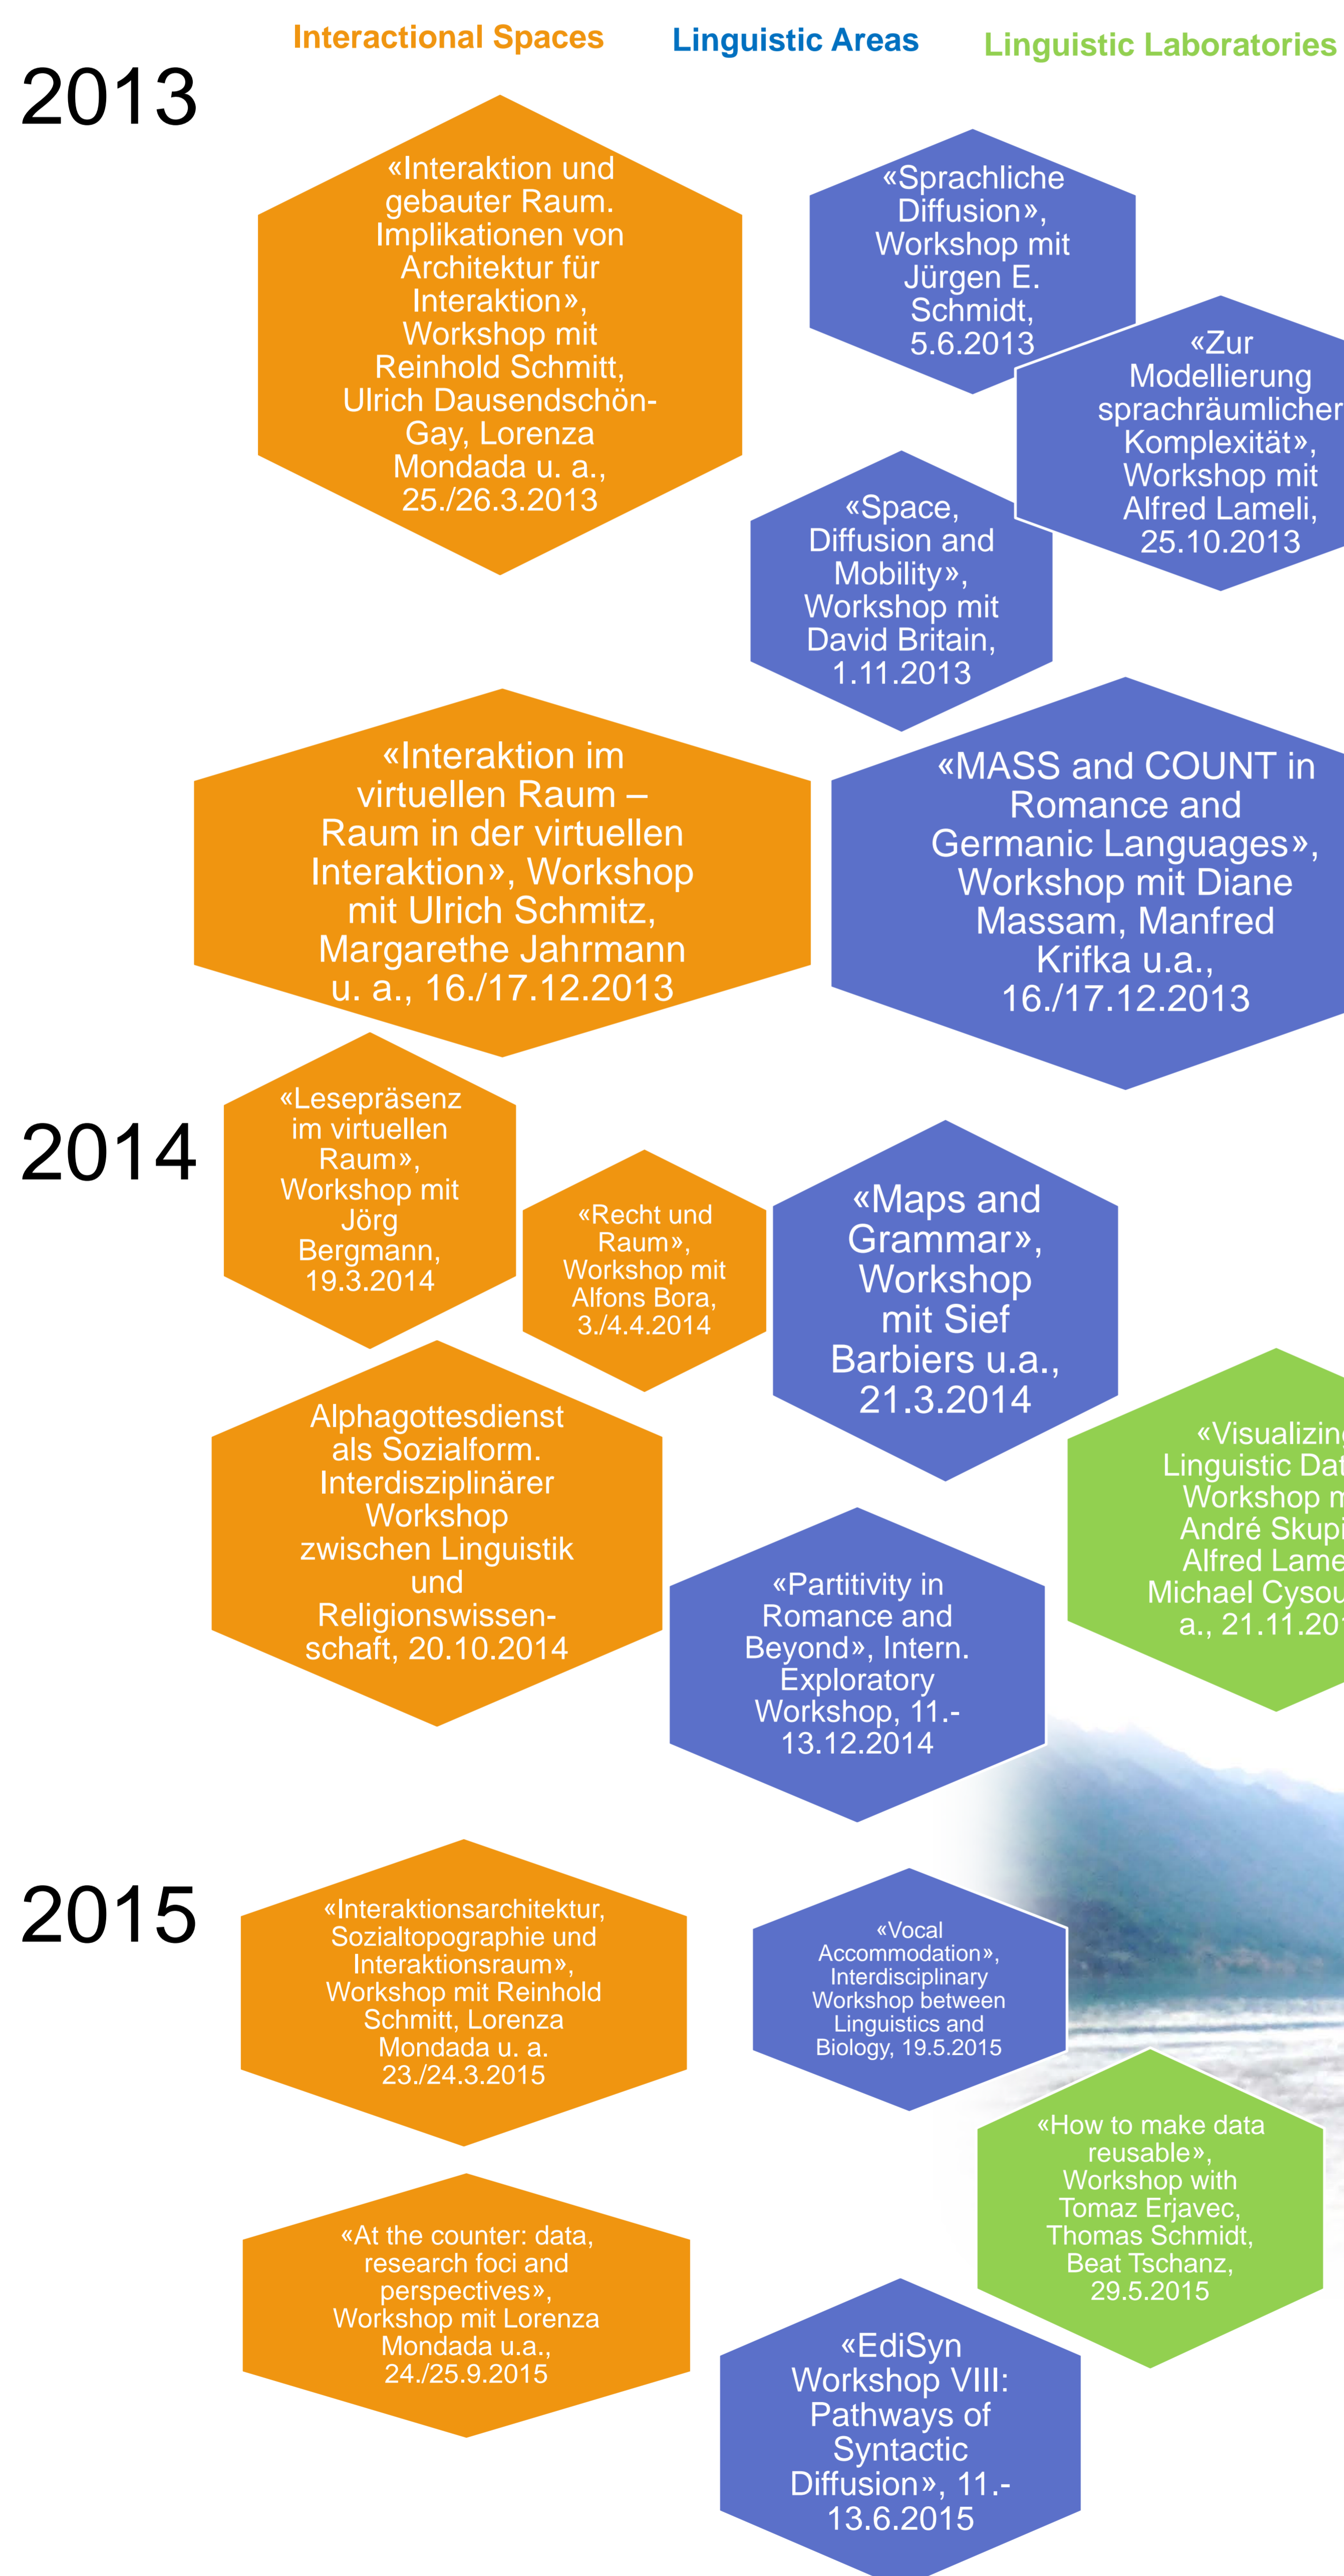 Interactional Spaces
Linguistic Areas
Linguistic Laboratories
2013
«Interaktion und
gebauter Raum.
Implikationen von
Architektur für
Interaktion»,
Workshop mit
Reinhold Schmitt,
Ulrich Dausendschön-
Gay, Lorenza
Mondada u. a.,
25./26.3.2013
«Sprachliche
Diffusion»,
Workshop mit
Jürgen E.
Schmidt,
5.6.2013
«Zur
Modellierung
sprachräumlicher
Komplexität»,
Workshop mit
Alfred Lameli,
25.10.2013
«Space,
Diffusion and
Mobility»,
Workshop mit
David Britain,
1.11.2013
«Interaktion im
virtuellen Raum –
Raum in der virtuellen
Interaktion», Workshop
mit Ulrich Schmitz,
Margarethe Jahrmann
u. a., 16./17.12.2013
«MASS and COUNT in
Romance and
Germanic Languages»,
Workshop mit Diane
Massam, Manfred
Krifka u.a.,
16./17.12.2013
2014
«Lesepräsenz
im virtuellen
Raum»,
Workshop mit
Jörg
Bergmann,
19.3.2014
«Recht und
Raum»,
Workshop mit
Alfons Bora,
3./4.4.2014
«Maps and
Grammar»,
Workshop
mit Sief
Barbiers u.a.,
21.3.2014
Alphagottesdienst
als Sozialform.
Interdisziplinärer
Workshop
zwischen Linguistik
und
Religionswissen-
schaft, 20.10.2014
«Visualizing
Linguistic
Workshop
André
Alfred
Michael
a.,
«Partitivity in
Romance and
Beyond», Intern.
Exploratory
Workshop, 11.-
13.12.2014
2015
«Interaktionsarchitektur,
Sozialtopographie und
Interaktionsraum»,
Workshop mit Reinhold
Schmitt, Lorenza
Mondada u. a.
23./24.3.2015
«Vocal
Accommodation»,
Interdisciplinary
Workshop between
Linguistics and
Biology, 19.5.2015
«How to make data
reusable»,
Workshop with
Tomaz Erjavec,
Thomas Schmidt,
Beat Tschanz,
29.5.2015
«At the counter: data,
research foci and
perspectives»,
Workshop mit Lorenza
Mondada u.a.,
24./25.9.2015
«EdiSyn
Workshop VIII:
Pathways of
Syntactic
Diffusion», 11.-
13.6.2015